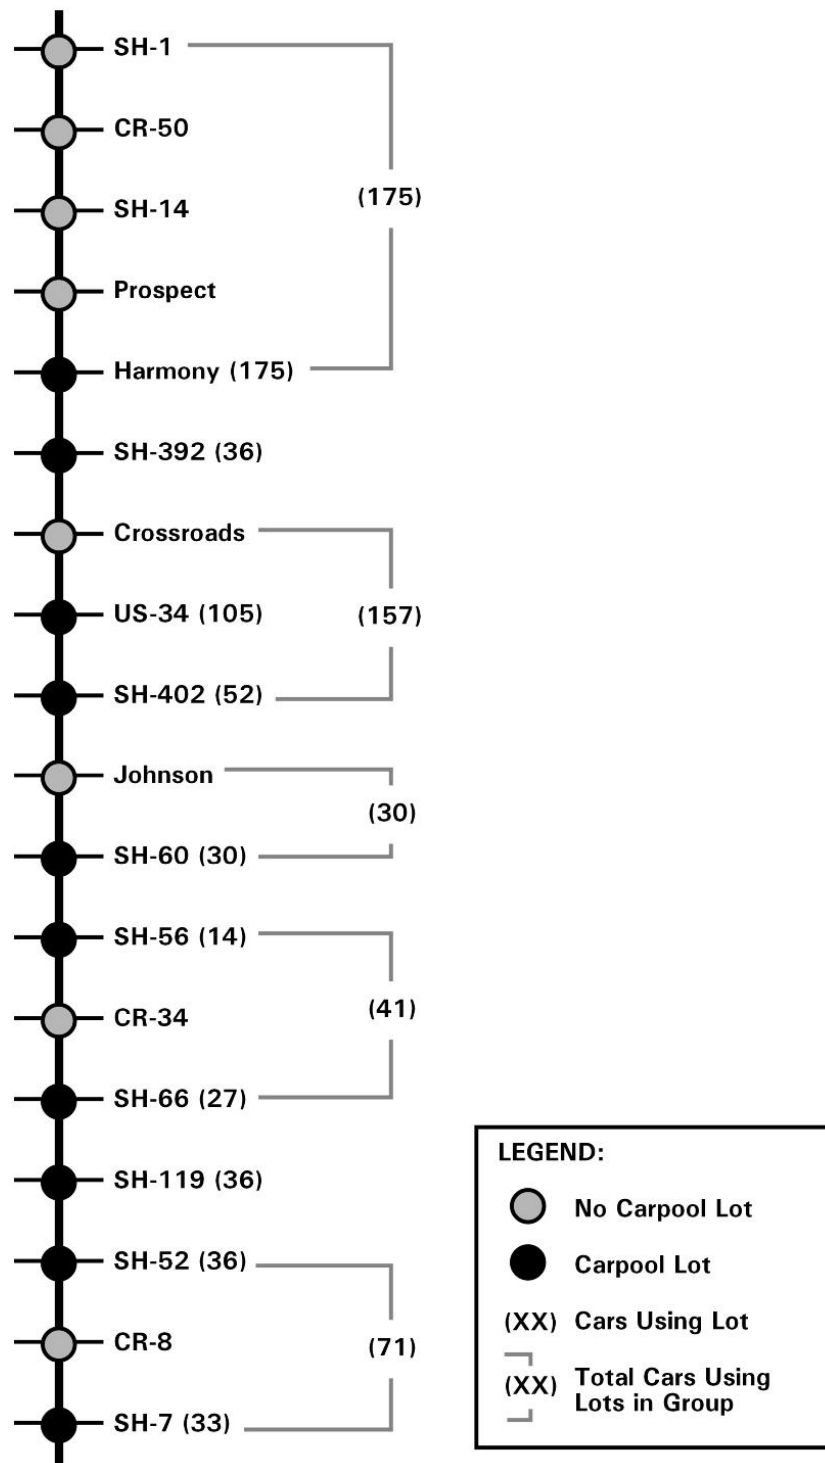 SH-1
CR-50
SH-14
(175)
Prospect
Harmony (175)
SH-392 (36)
Crossroads
US-34 (105)
(157)
SH-402 (52)
Johnson
(30)
SH-60 (30)
SH-56 (14)
CR-34
(41)
SH-66 (27)
SH-119 (36)
SH-52 (36)
CR-8
(71)
SH-7 (33)
LEGEND:
No Carpool Lot
Carpool Lot
(XX) Cars Using Lot
(XX) Total Cars Using
Lots in Group